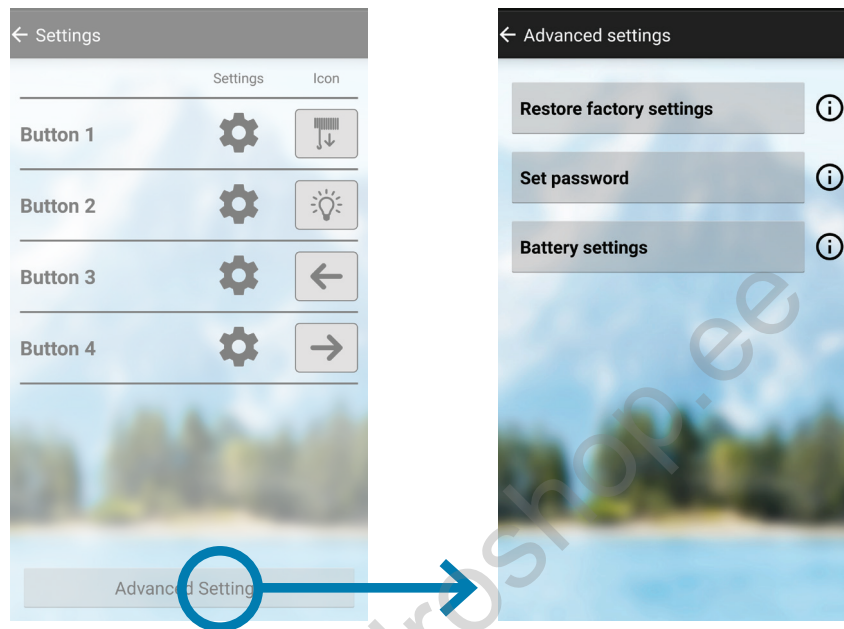 Settings
Settings Icon
Button 1
Button 2
Button 3
Button 4
Advanced Setting
Advanced settings
Restore factory settings
Set password
Battery settings